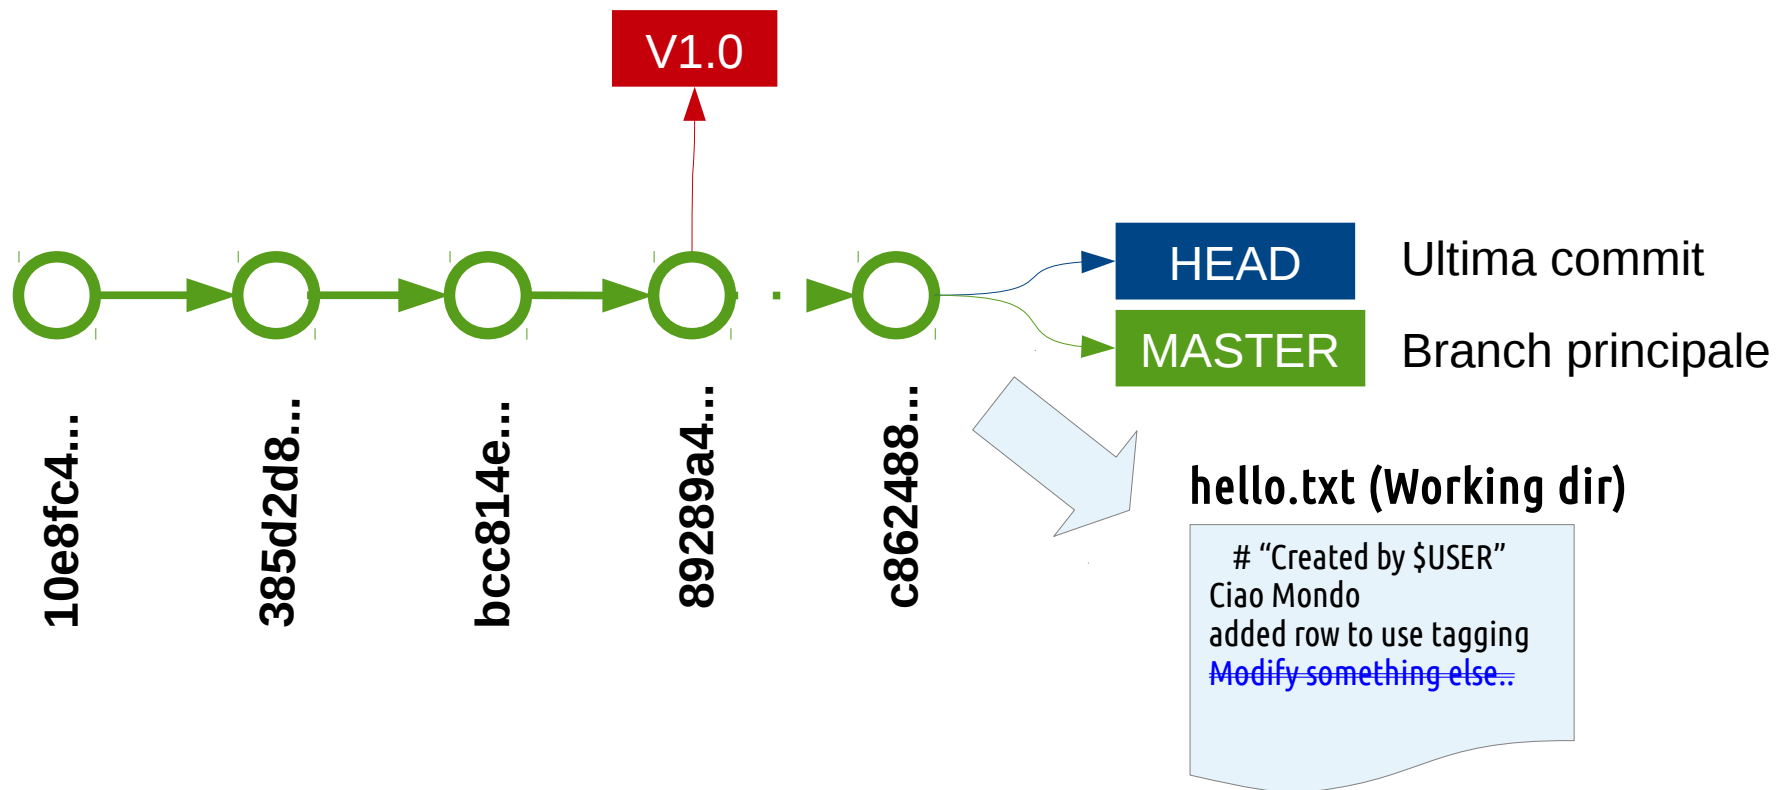 V1.0
HEAD
Ultima commit
MASTER
Branch principale
10e8fc4...
385d2d8...
bcc814e...
89289a4...
c862488...
hello.txt (Working dir)
# “Created by $USER”
Ciao Mondo
added row to use tagging
Modify something else..